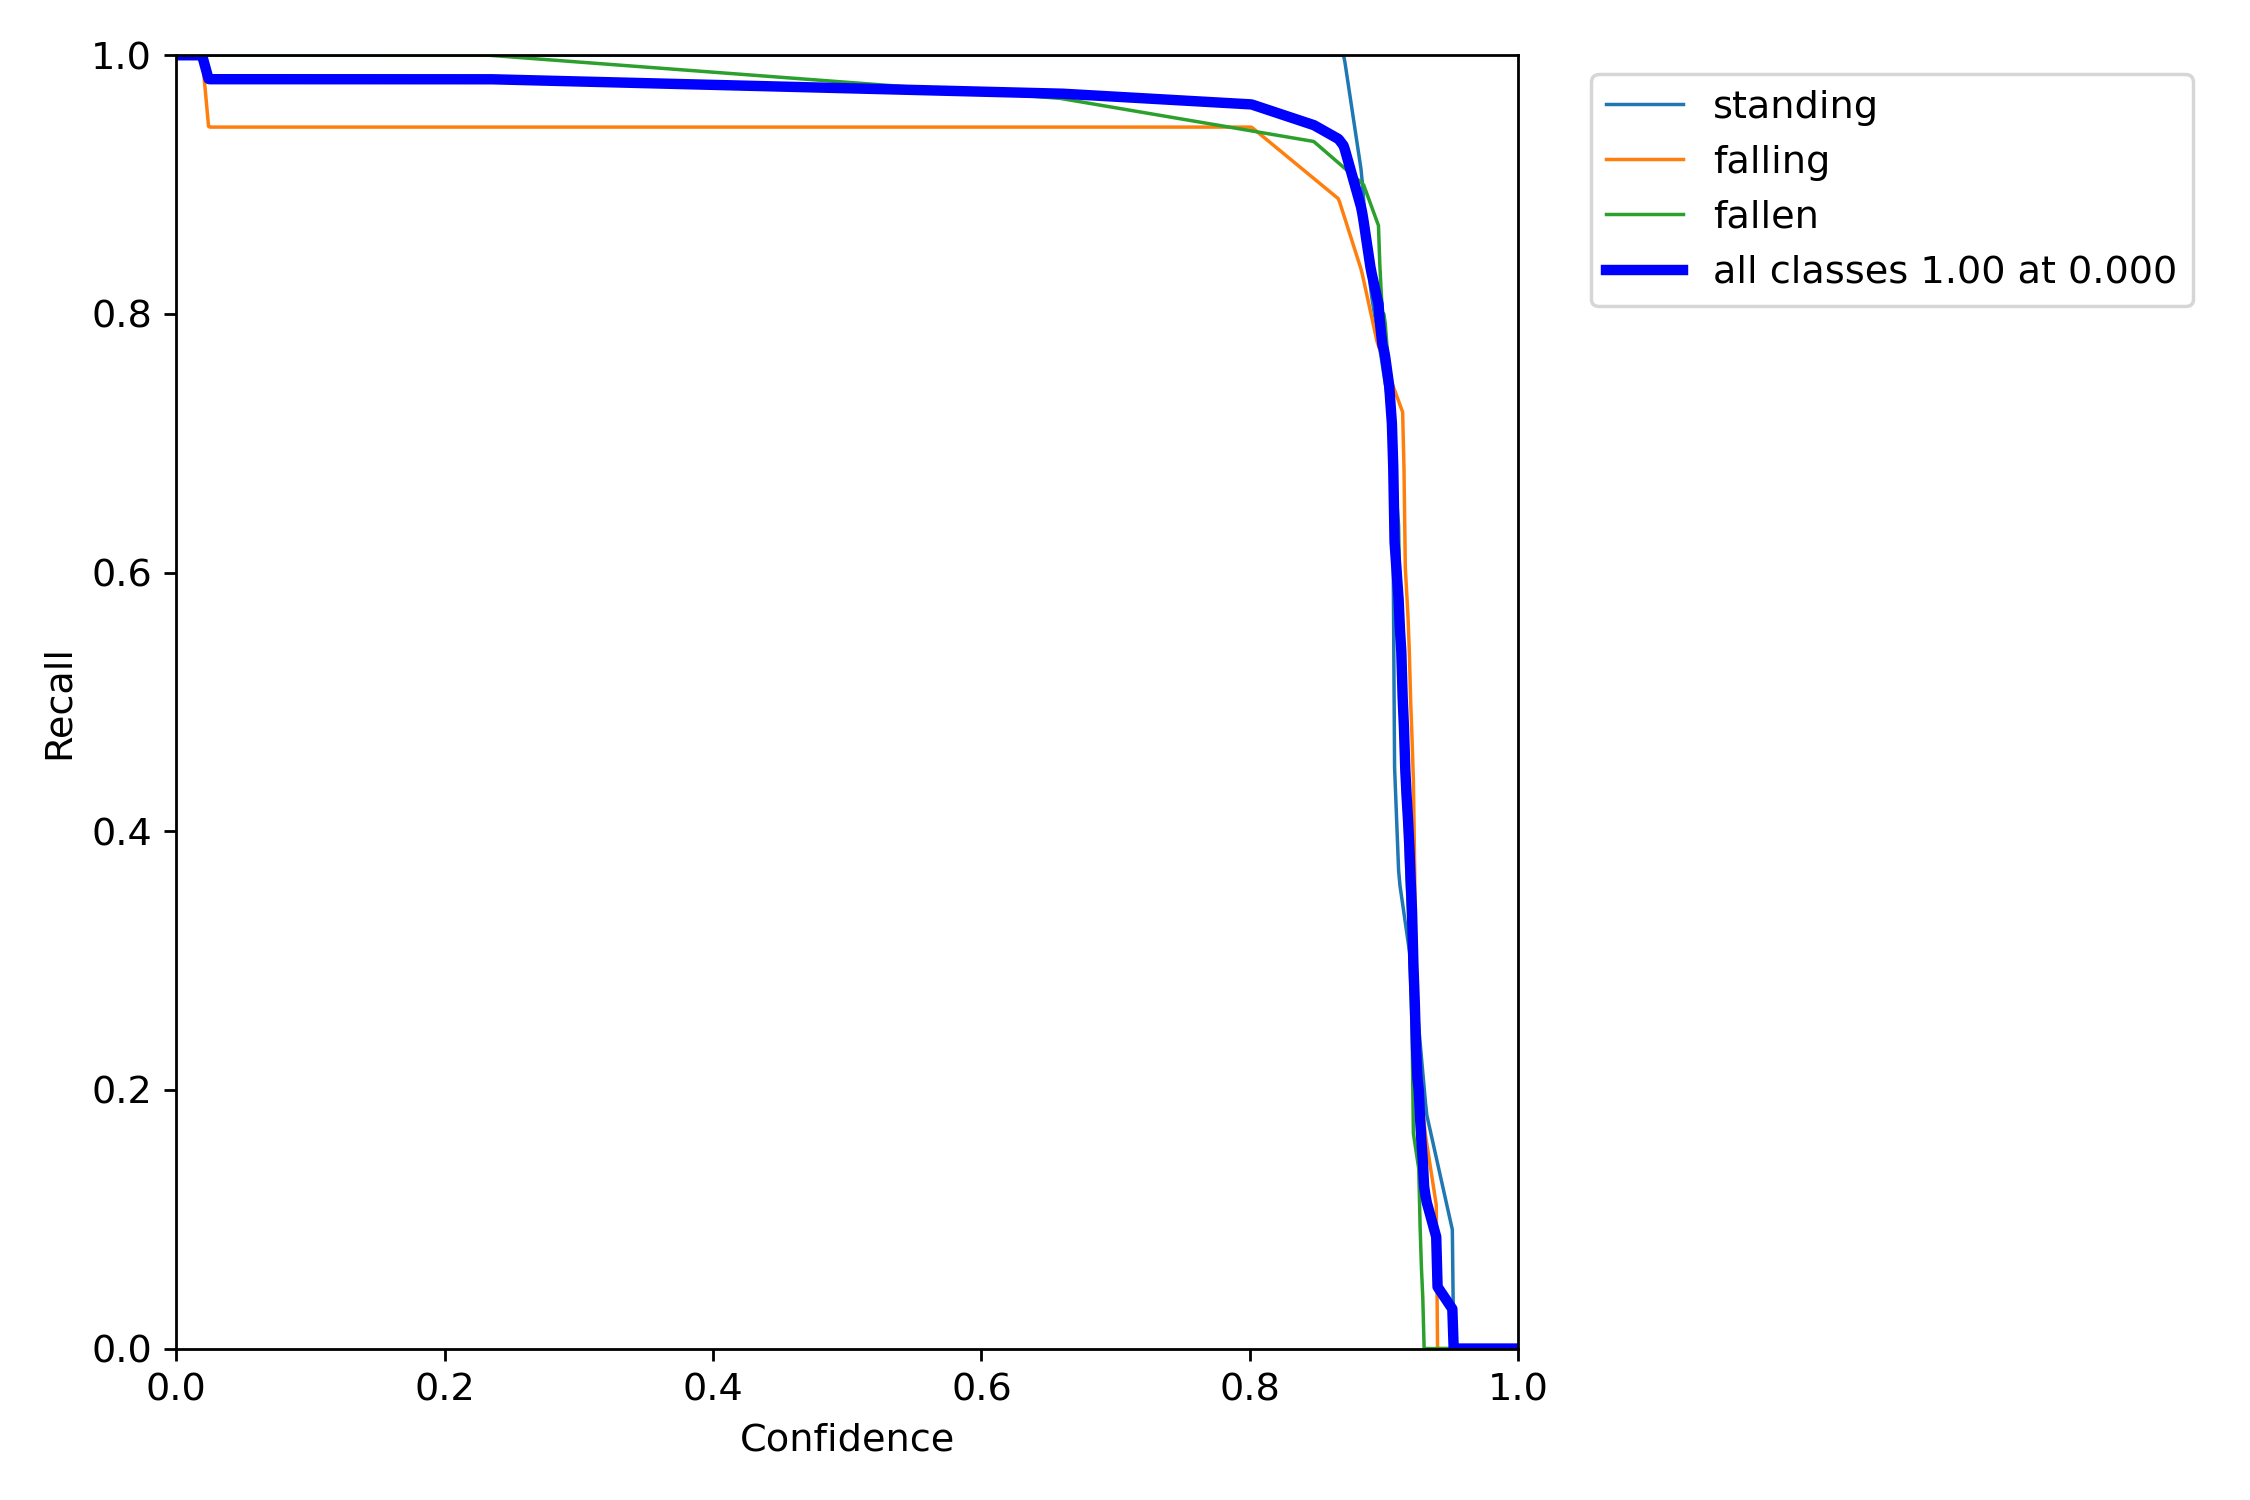 1.0
0.8
0.6
0.4
0.2
0.0
Recall
0.0 0.2 0.4 0.6 0.8 1.0
Confidence
standing
falling
fallen
all classes 1.00 at 0.000